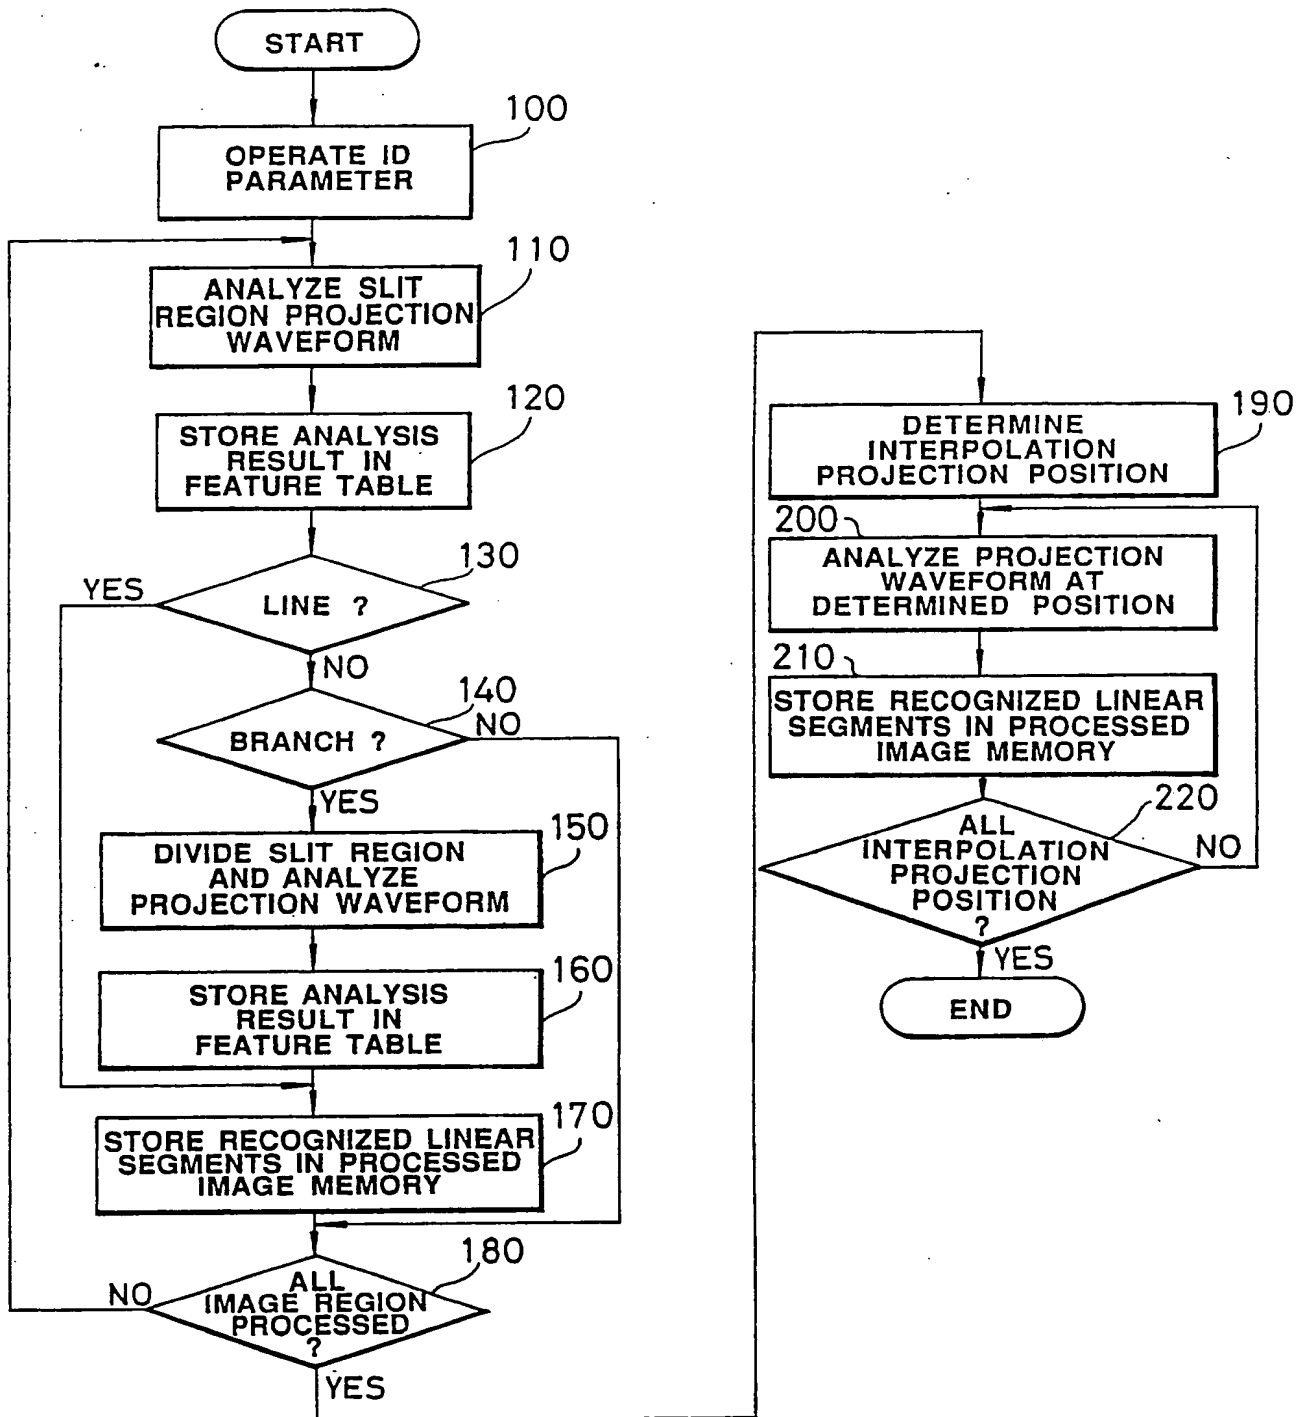 START
100
OPERATE ID
PARAMETER
110
ANALYZE SLIT
REGION PROJECTION
WAVEFORM
120
STORE ANALYSIS
RESULT IN
FEATURE TABLE
130
YES
LINE ?
NO
140
NO
BRANCH ?
YES
150
DIVIDE SLIT REGION
AND ANALYZE
PROJECTION WAVEFORM
160
STORE ANALYSIS
RESULT IN
FEATURE TABLE
170
STORE RECOGNIZED LINEAR
SEGMENTS IN PROCESSED
IMAGE MEMORY
180
NO
ALL
IMAGE REGION
PROCESSED
?
YES
190
DETERMINE
INTERPOLATION
PROJECTION POSITION
200
ANALYZE PROJECTION
WAVEFORM AT
DETERMINED POSITION
210
STORE RECOGNIZED LINEAR
SEGMENTS IN PROCESSED
IMAGE MEMORY
220
ALL
INTERPOLATION
PROJECTION
POSITION
?
NO
YES
END